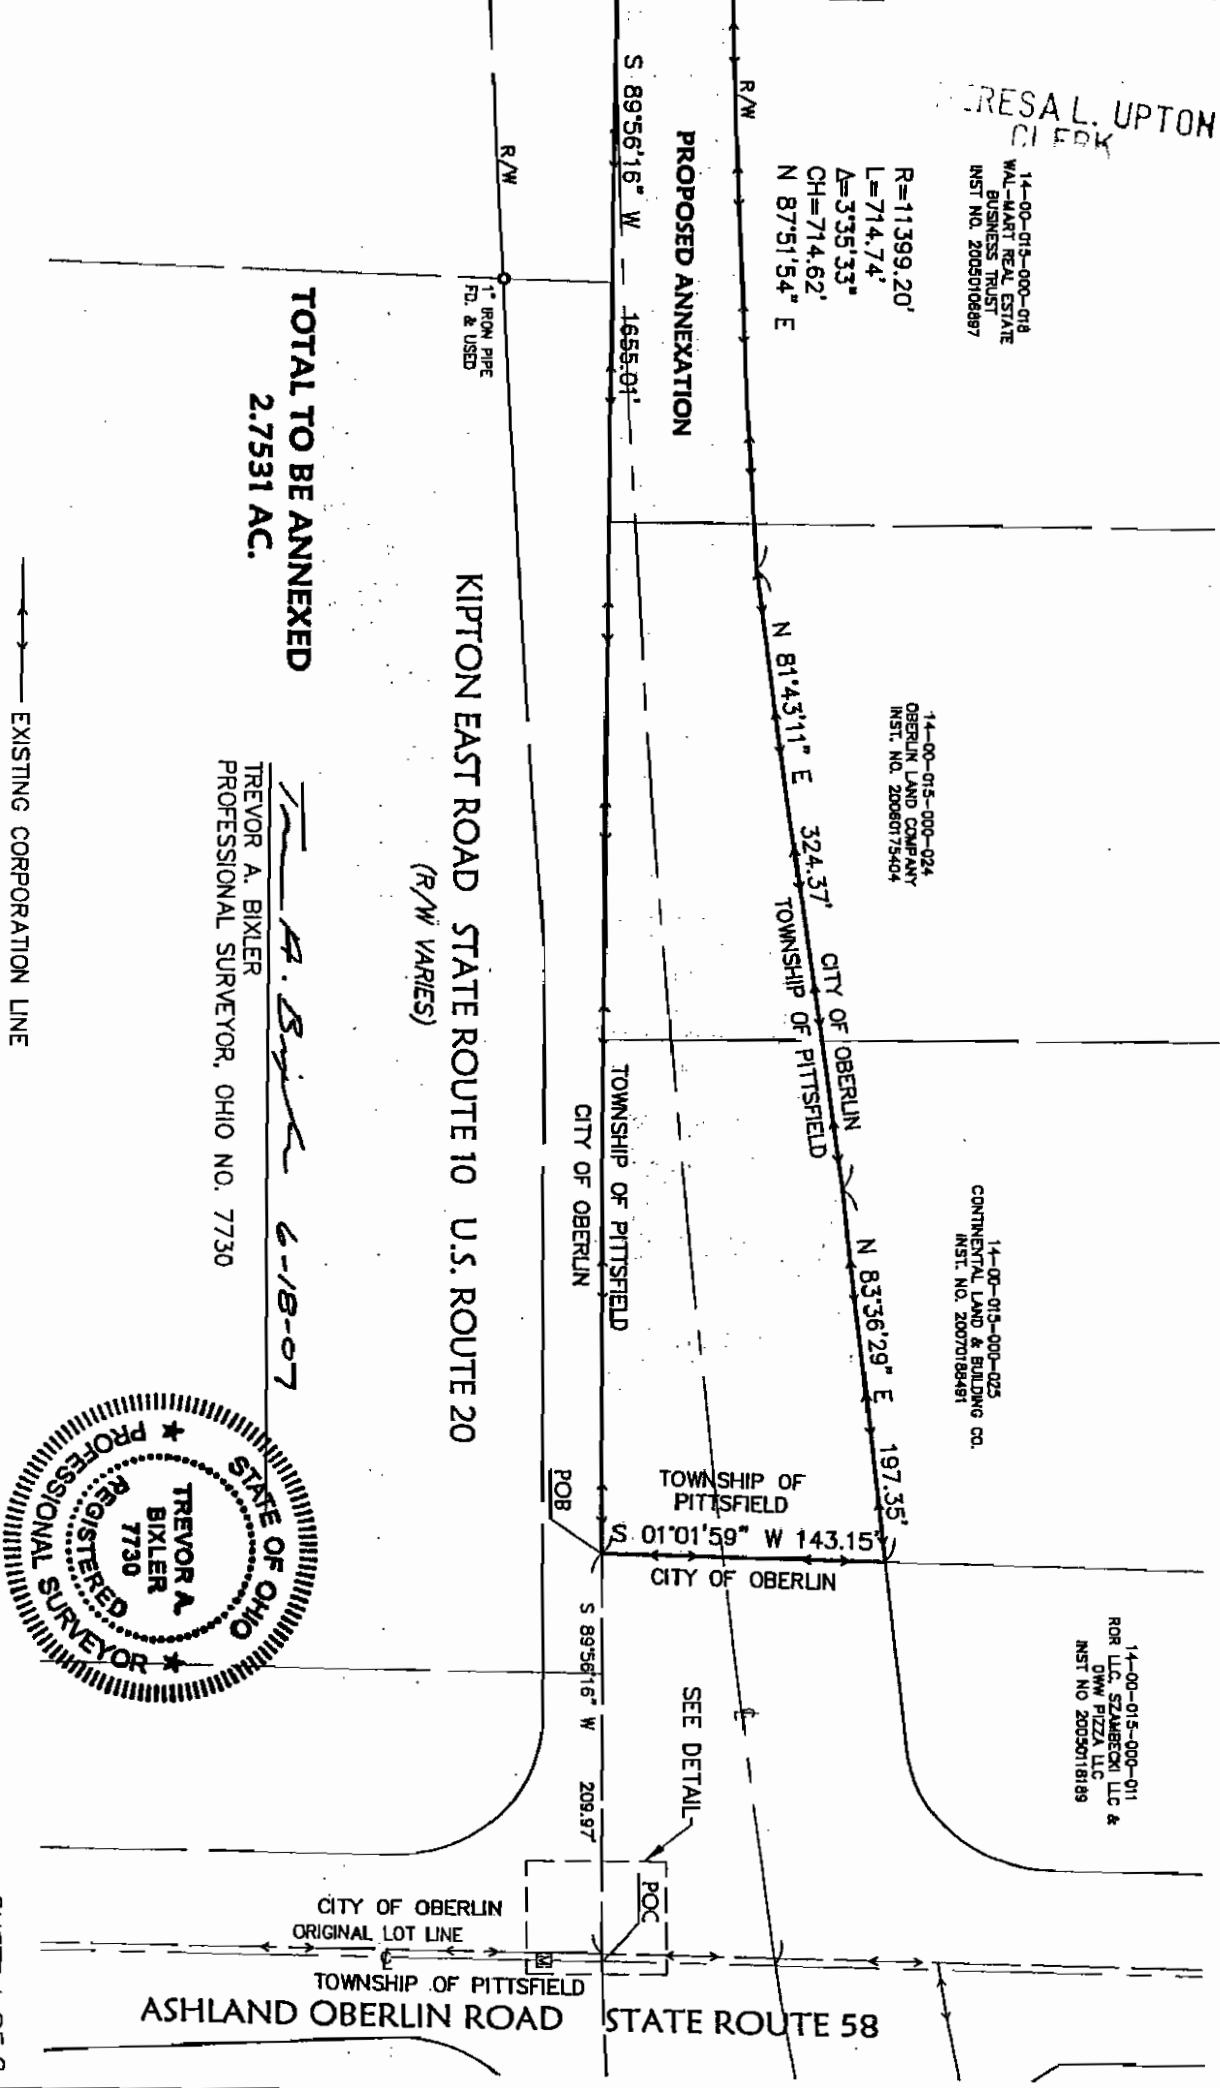 RESA L. UPTON
CLERK
14-00-015-000-018
WAL-MART REAL ESTATE
BUSINESS TRUST
INST NO. 20050106897
R=11399.20'
L=714.74'
Δ=3°35'33"
CH=714.62'
N 87°51'54" E
R/W
PROPOSED ANNEXATION
S 89°56'16" W 1655.01'
R/W
1" IRON PIPE
FD. & USED
TOTAL TO BE ANNEXED
2.7531 AC.
14-00-015-000-024
OBERLIN LAND COMPANY
INST. NO. 20060175404
N 81°43'11" E 324.37'
CITY OF OBERLIN
TOWNSHIP OF PITTSFIELD
14-00-015-000-025
CONTINENTAL LAND & BUILDING CO.
INST. NO. 20070188491
N 83°36'29" E 197.35'
TOWNSHIP OF PITTSFIELD
CITY OF OBERLIN
KIPTON EAST ROAD STATE ROUTE 10 U.S. ROUTE 20
(R/W VARIES)
POB
TOWNSHIP OF
PITTSFIELD
S 01°01'59" W 143.15'
CITY OF OBERLIN
14-00-015-000-011
ROR LLC, SZAMBECKI LLC &
DWW PIZZA LLC
INST NO 20050118189
S 89°56'16" W 209.97'
SEE DETAIL
POC
CITY OF OBERLIN
ORIGINAL LOT LINE
TOWNSHIP OF PITTSFIELD
ASHLAND OBERLIN ROAD STATE ROUTE 58
6-18-07
TREVOR A. BIXLER
PROFESSIONAL SURVEYOR, OHIO NO. 7730
STATE OF OHIO
TREVOR A
BIXLER
7730
REGISTERED
PROFESSIONAL SURVEYOR
EXISTING CORPORATION LINE